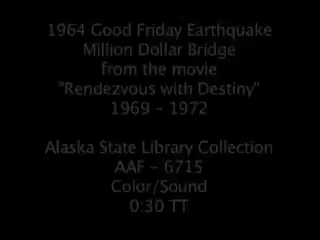 1964 Good Friday Earthquake
Million Dollar Bridge
from the movie
"Rendezvous with Destiny"
1969 - 1972
Alaska State Library Collection
AAF - 6715
Color/Sound
0:30 TT